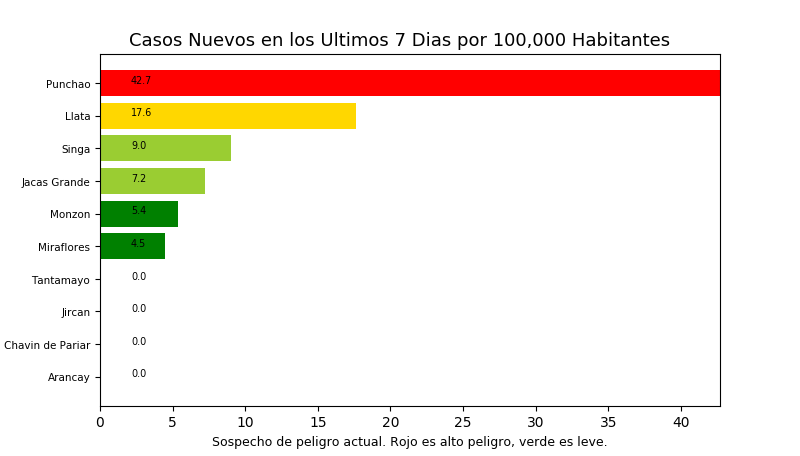 Casos Nuevos en los Ultimos 7 Dias por 100,000 Habitantes
Punchao 42.7
Llata 17.6
Singa 9.0
Jacas Grande 7.2
Monzon 5.4
Miraflores 4.5
Tantamayo 0.0
Jircan 0.0
Chavin de Pariar 0.0
Arancay 0.0
0 5 10 15 20 25 30 35 40
Sospecho de peligro actual. Rojo es alto peligro, verde es leve.